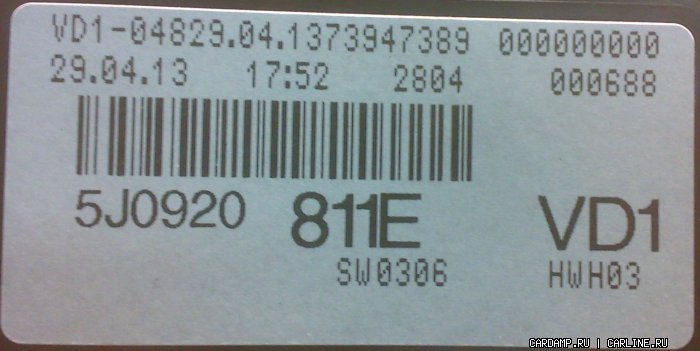 VD1-04829.04.1373947389 000000000
29.04.13 17:52 2804 000688
5J0920 811E VD1
SW0306 HWH03
CARDAMP.RU | CARLINE.RU